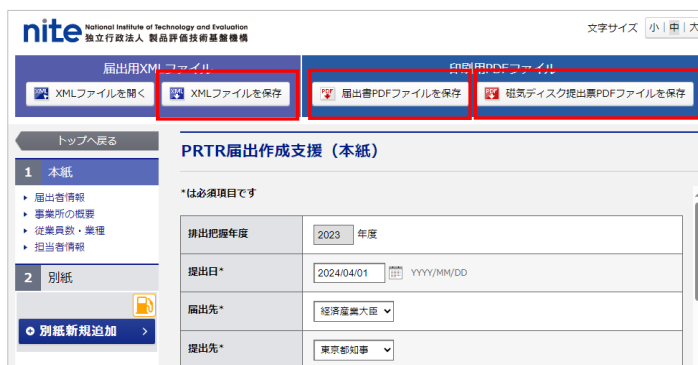 nite National Institute of Technology and Evaluation
独立行政法人 製品評価技術基盤機構
文字サイズ 小 中 大
届出用XMLファイル
印刷用PDFファイル
XMLファイルを開く
XMLファイルを保存
届出書PDFファイルを保存
磁気ディスク提出票PDFファイルを保存
トップへ戻る
PRTR届出作成支援（本紙）
1 本紙
届出者情報
事業所の概要
従業員数・業種
担当者情報
2 別紙
別紙新規追加
*は必須項目です
排出把握年度 2023 年度
提出日* 2024/04/01 YYYY/MM/DD
届出先* 経済産業大臣
提出先* 東京都知事